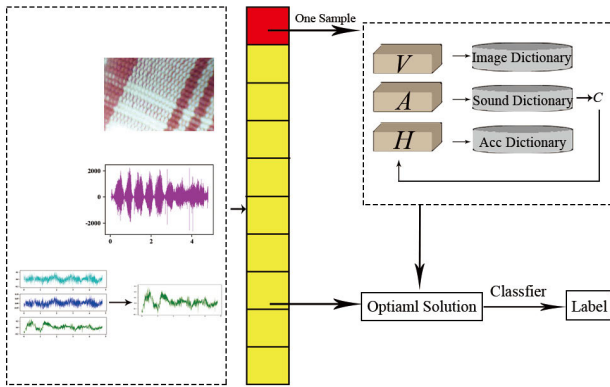 One Sample
V
Image Dictionary
A
Sound Dictionary
C
H
Acc Dictionary
2000
0
-2000
0
2
4
Optiaml Solution
Classfier
Label